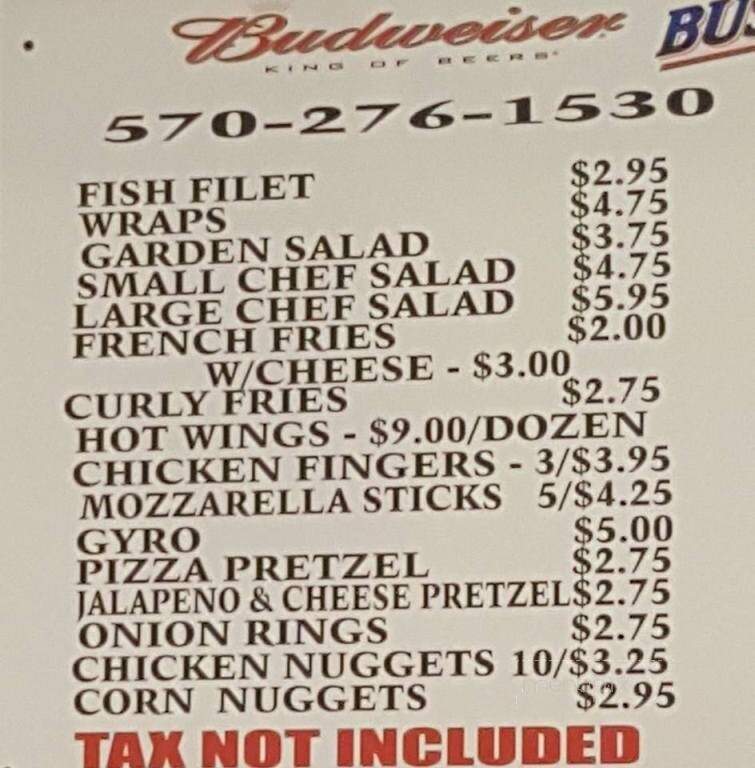 Budweiser BUS
KING OF BEERS
570-276-1530
FISH FILET $2.95
WRAPS $4.75
GARDEN SALAD $3.75
SMALL CHEF SALAD $4.75
LARGE CHEF SALAD $5.95
FRENCH FRIES $2.00
W/CHEESE - $3.00
CURLY FRIES $2.75
HOT WINGS - $9.00/DOZEN
CHICKEN FINGERS - 3/$3.95
MOZZARELLA STICKS 5/$4.25
GYRO $5.00
PIZZA PRETZEL $2.75
JALAPENO & CHEESE PRETZEL $2.75
ONION RINGS $2.75
CHICKEN NUGGETS 10/$3.25
CORN NUGGETS $2.95
TAX NOT INCLUDED